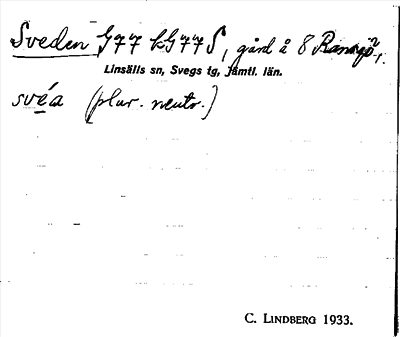 Sveden G77 kG77S, gård å 8 Ransjö
Linsälls sn, Svegs tg, Jämtl. län.
svéa (plur. neutr.)
C. LINDBERG 1933.